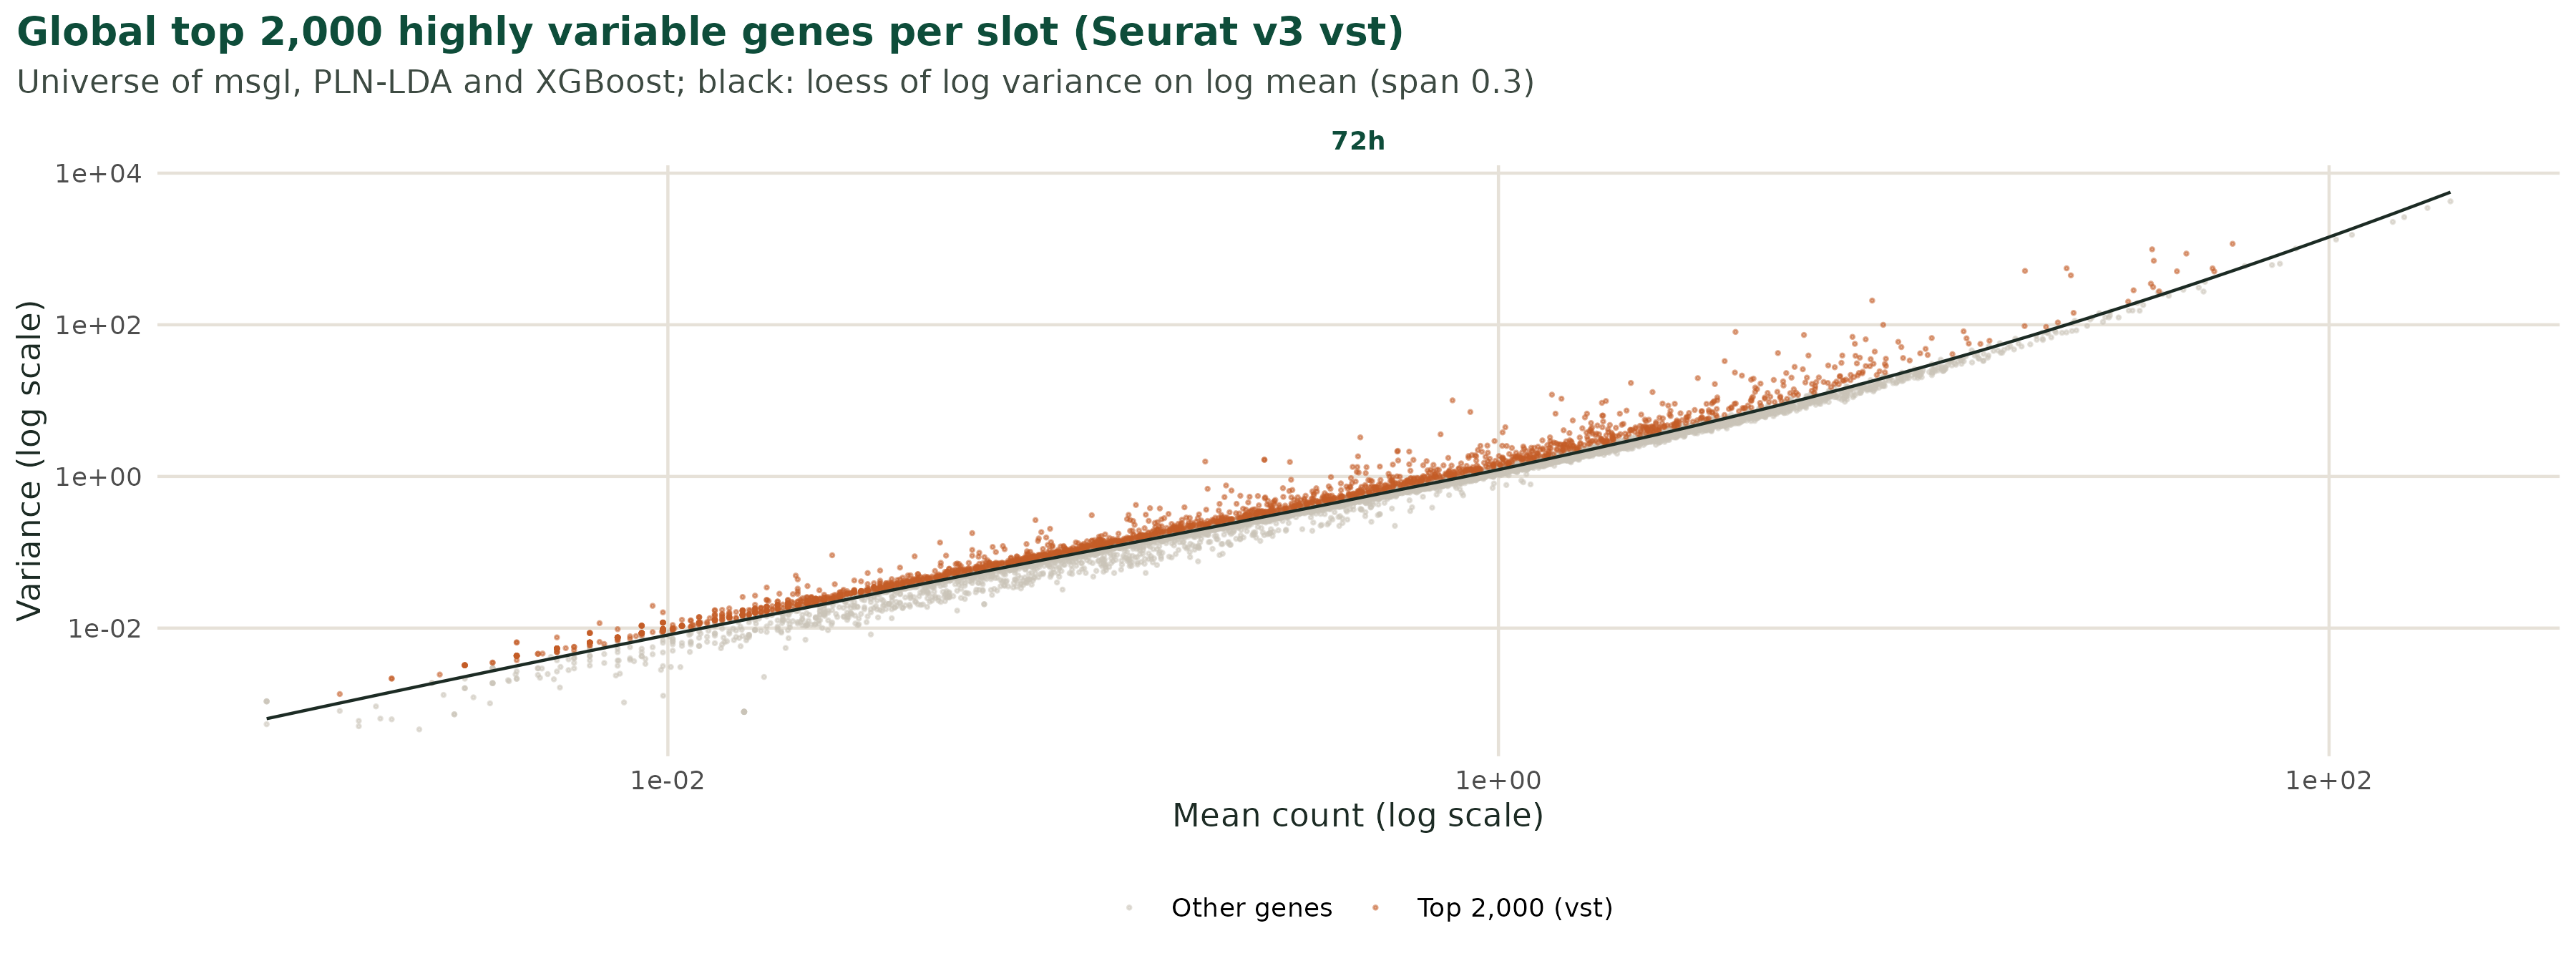 Global top 2,000 highly variable genes per slot (Seurat v3 vst)
Universe of msgl, PLN-LDA and XGBoost; black: loess of log variance on log mean (span 0.3)
72h
1e+04
1e+02
1e+00
1e-02
Variance (log scale)
1e-02 1e+00 1e+02
Mean count (log scale)
Other genes Top 2,000 (vst)